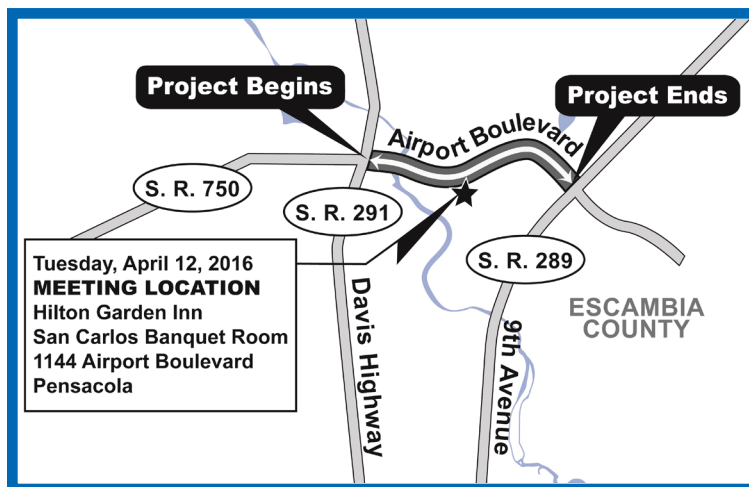 Project Begins
Project Ends
Airport Boulevard
S. R. 750
S. R. 291
S. R. 289
Tuesday, April 12, 2016
MEETING LOCATION
Hilton Garden Inn
San Carlos Banquet Room
1144 Airport Boulevard
Pensacola
Davis Highway
9th Avenue
ESCAMBIA
COUNTY